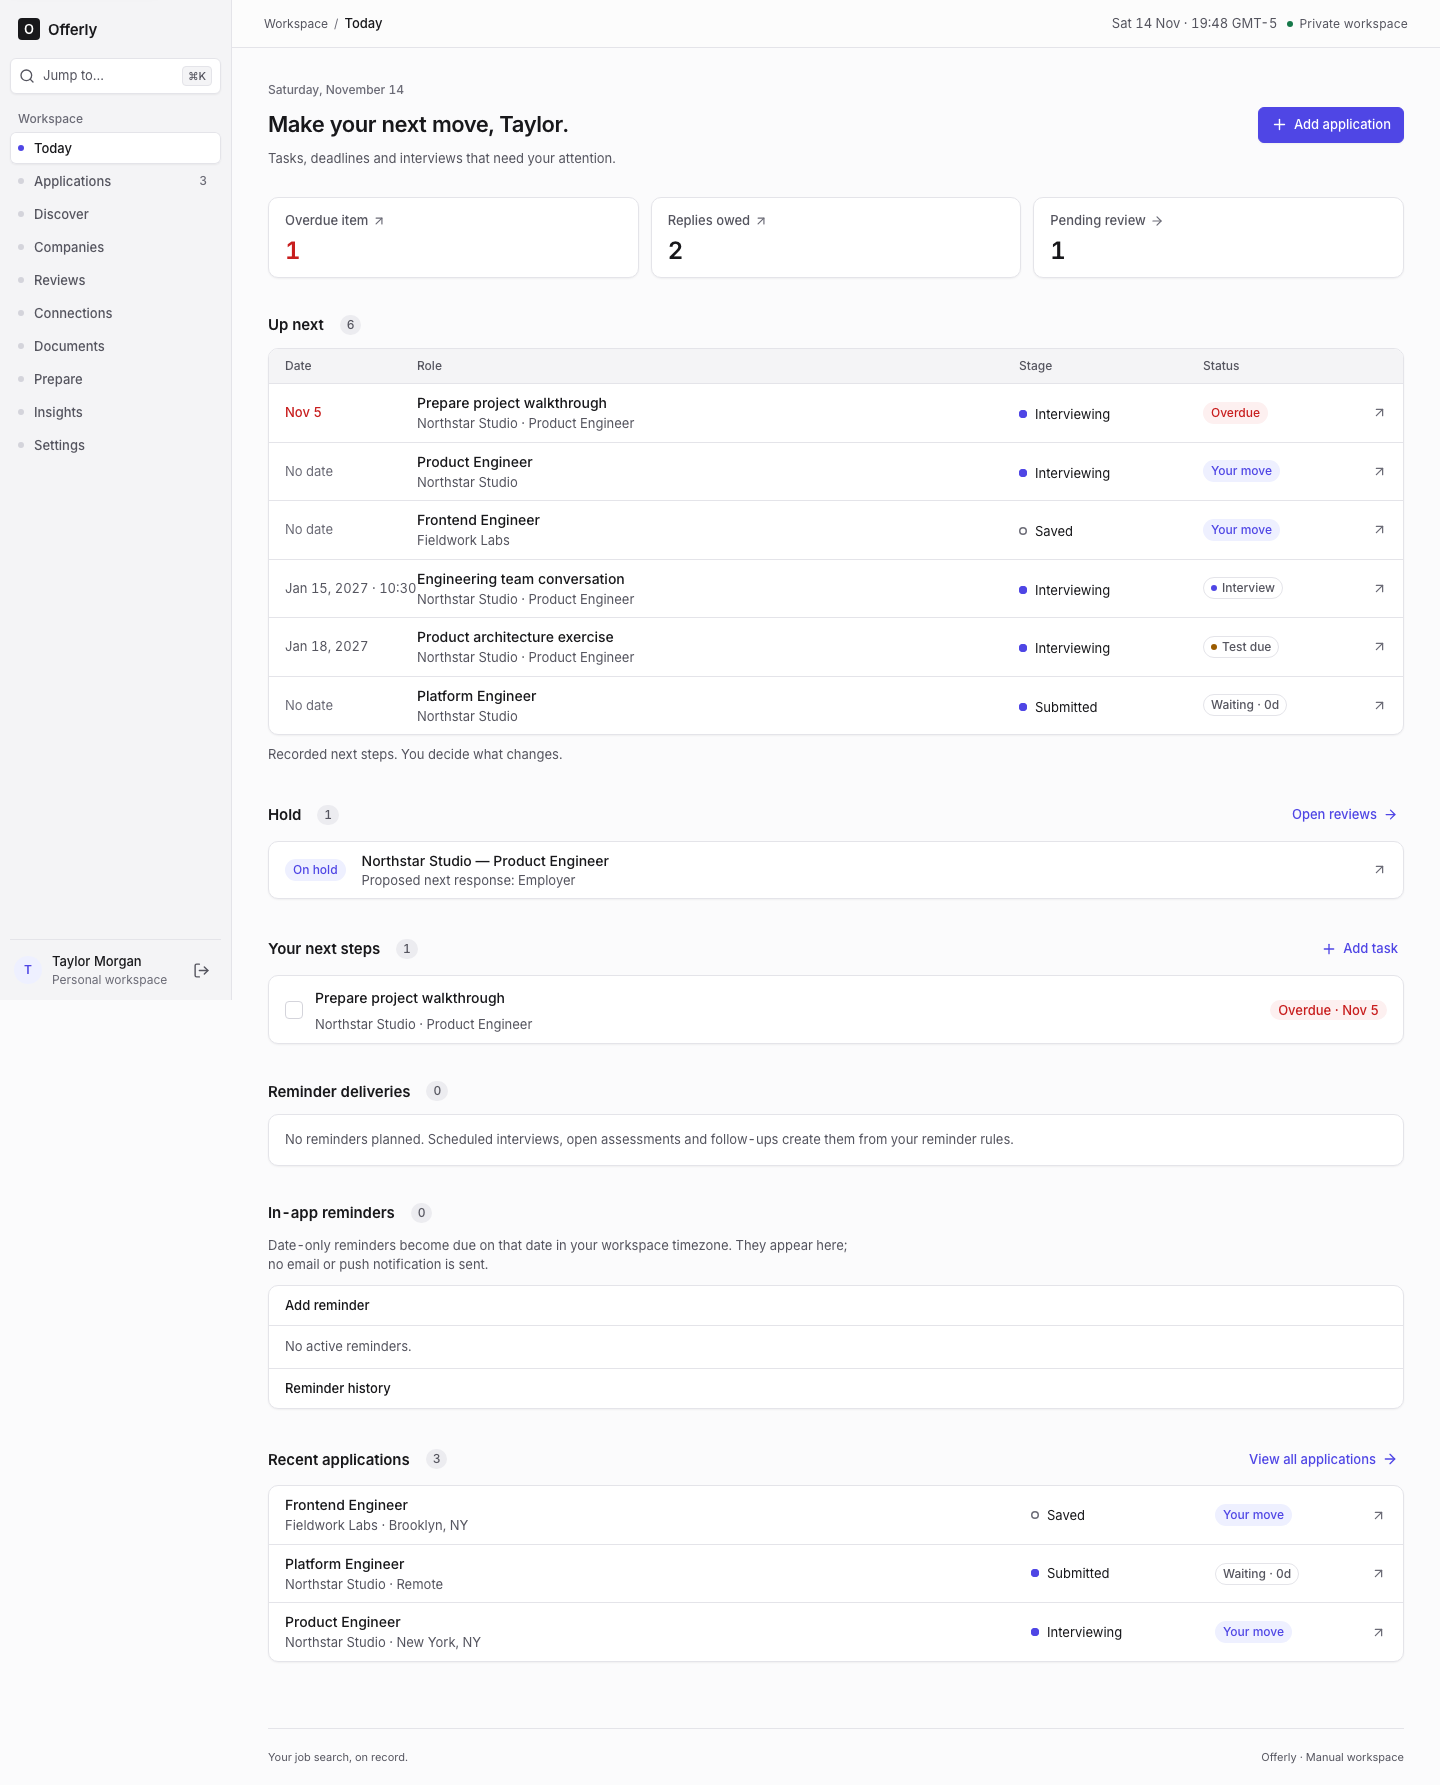 O Offerly
Jump to... ⌘K
Workspace
Today
Applications 3
Discover
Companies
Reviews
Connections
Documents
Prepare
Insights
Settings
T Taylor Morgan
Personal workspace
Workspace / Today
Sat 14 Nov · 19:48 GMT-5 Private workspace
Saturday, November 14
Make your next move, Taylor.
Add application
Tasks, deadlines and interviews that need your attention.
Overdue item
1
Replies owed
2
Pending review
1
Up next 6
Date Role Stage Status
Nov 5 Prepare project walkthrough Interviewing Overdue
Northstar Studio · Product Engineer
No date Product Engineer Interviewing Your move
Northstar Studio
No date Frontend Engineer Saved Your move
Fieldwork Labs
Jan 15, 2027 · 10:30 Engineering team conversation Interviewing Interview
Northstar Studio · Product Engineer
Jan 18, 2027 Product architecture exercise Interviewing Test due
Northstar Studio · Product Engineer
No date Platform Engineer Submitted Waiting · 0d
Northstar Studio
Recorded next steps. You decide what changes.
Hold 1 Open reviews
On hold Northstar Studio — Product Engineer
Proposed next response: Employer
Your next steps 1 Add task
Prepare project walkthrough
Northstar Studio · Product Engineer
Overdue · Nov 5
Reminder deliveries 0
No reminders planned. Scheduled interviews, open assessments and follow-ups create them from your reminder rules.
In-app reminders 0
Date-only reminders become due on that date in your workspace timezone. They appear here;
no email or push notification is sent.
Add reminder
No active reminders.
Reminder history
Recent applications 3 View all applications
Frontend Engineer Saved Your move
Fieldwork Labs · Brooklyn, NY
Platform Engineer Submitted Waiting · 0d
Northstar Studio · Remote
Product Engineer Interviewing Your move
Northstar Studio · New York, NY
Your job search, on record.
Offerly · Manual workspace